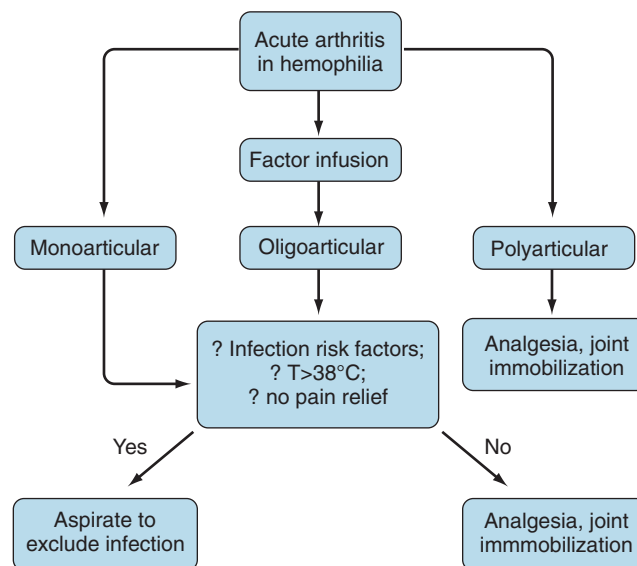 Acute arthritis
in hemophilia
Factor infusion
Monoarticular
Oligoarticular
Polyarticular
? Infection risk factors;
? T>38°C;
? no pain relief
Analgesia, joint
immobilization
Yes
No
Aspirate to
exclude infection
Analgesia, joint
immmobilization